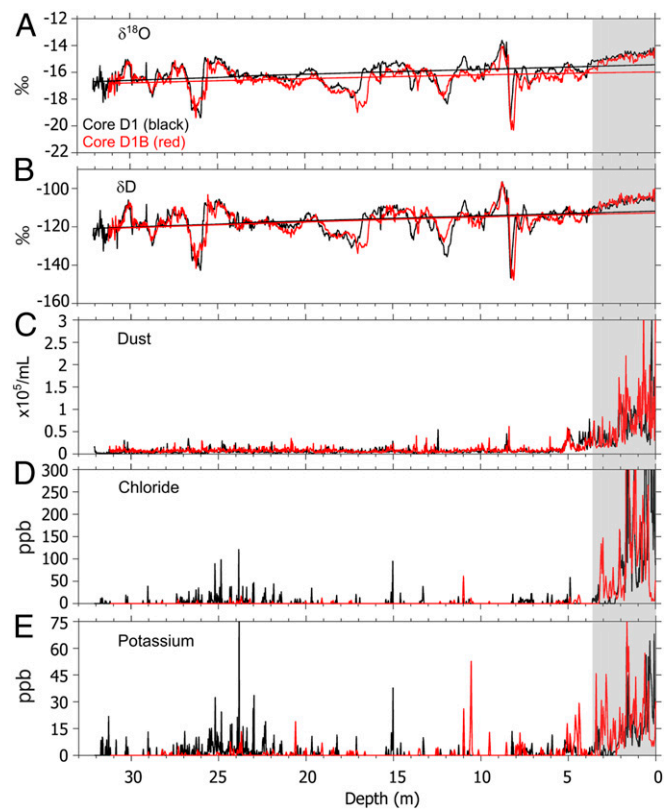 A
δ18O
-12
-14
-16
-18
-20
-22
‰
Core D1 (black)
Core D1B (red)
B
δD
-100
-120
-140
-160
‰
C
Dust
3
2.5
2
1.5
1
0.5
0
x10⁵/mL
D
Chloride
300
250
200
150
100
50
0
ppb
E
Potassium
75
60
45
30
15
0
ppb
30 25 20 15 10 5 0
Depth (m)